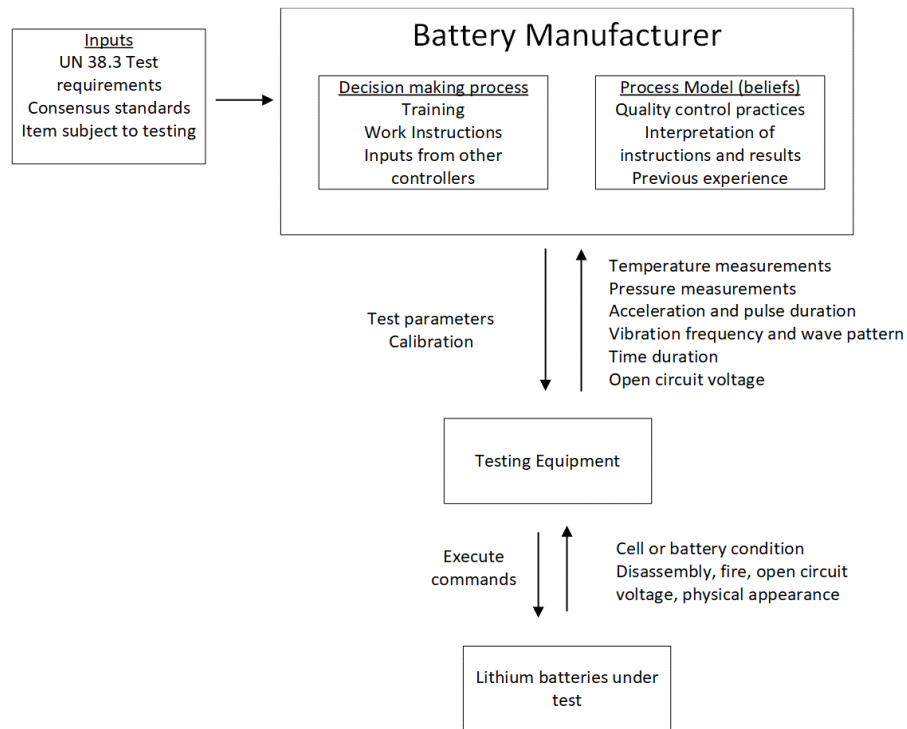 Inputs
UN 38.3 Test
requirements
Consensus standards
Item subject to testing
Battery Manufacturer
Decision making process
Training
Work Instructions
Inputs from other
controllers
Process Model (beliefs)
Quality control practices
Interpretation of
instructions and results
Previous experience
Test parameters
Calibration
Temperature measurements
Pressure measurements
Acceleration and pulse duration
Vibration frequency and wave pattern
Time duration
Open circuit voltage
Testing Equipment
Execute
commands
Cell or battery condition
Disassembly, fire, open circuit
voltage, physical appearance
Lithium batteries under
test